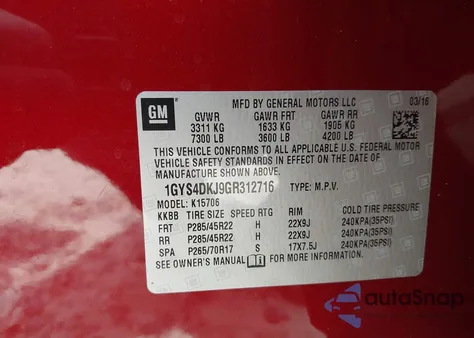 GM
MFD BY GENERAL MOTORS LLC 03/16
GVWR GAWR FRT GAWR RR
3311 KG 1633 KG 1905 KG
7300 LB 3600 LB 4200 LB
THIS VEHICLE CONFORMS TO ALL APPLICABLE U.S. FEDERAL MOTOR
VEHICLE SAFETY STANDARDS IN EFFECT ON THE DATE OF
MANUFACTURE SHOWN ABOVE.
1GYS4DKJ9GR312716 TYPE: M.P.V.
MODEL: K15706
KKBB TIRE SIZE SPEED RTG RIM COLD TIRE PRESSURE
FRT P285/45R22 H 22X9J 240KPA(35PSI)
RR P285/45R22 H 22X9J 240KPA(35PSI)
SPA P265/70R17 S 17X7.5J 240KPA(35PSI)
SEE OWNER'S MANUAL FOR MORE INFORMATION
autoSnap